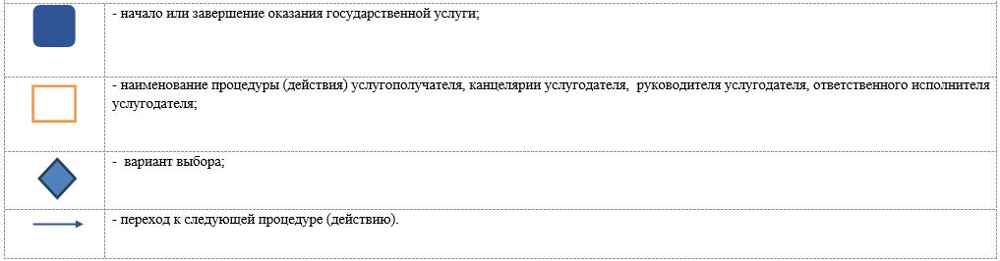 - начало или завершение оказания государственной услуги;
- наименование процедуры (действия) услугополучателя, канцелярии услугодателя, руководителя услугодателя, ответственного исполнителя
услугодателя;
- вариант выбора;
- переход к следующей процедуре (действию).